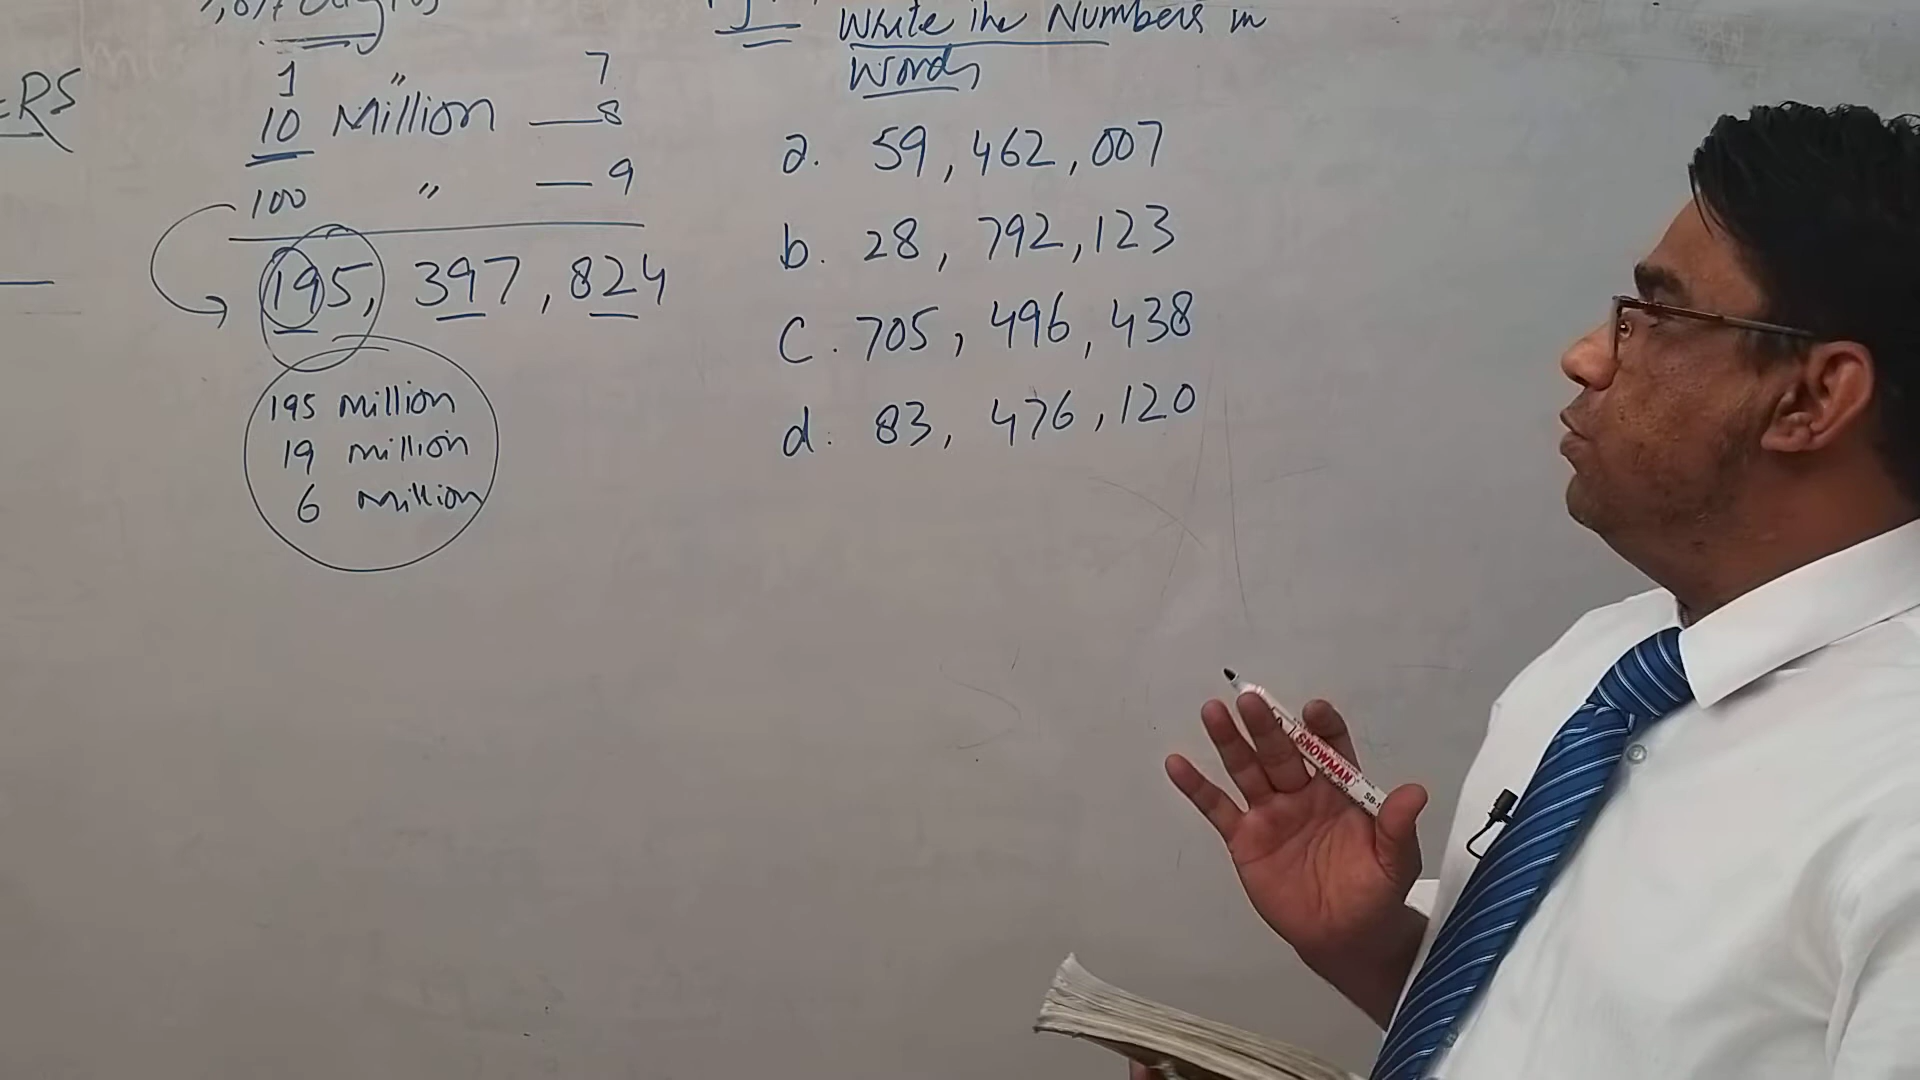 ERS
1 " 7
10 Million — 8
100 " — 9
195, 397, 824
195 million
19 million
6 million
Write the Numbers in
Words
a. 59, 462, 007
b. 28, 792, 123
C. 705, 496, 438
d. 83, 476, 120
SNOWMAN